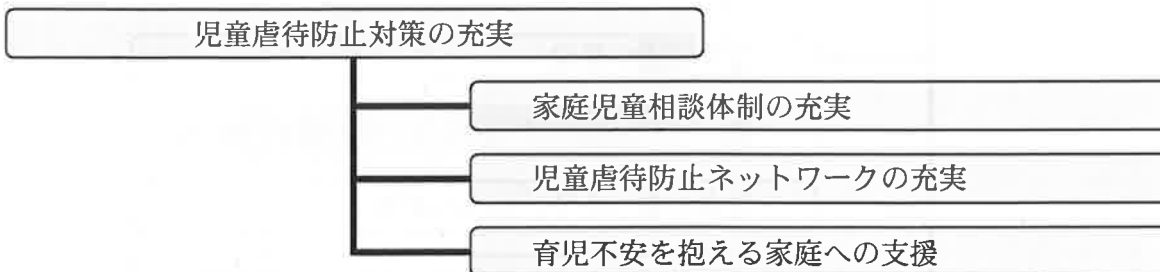 児童虐待防止対策の充実
家庭児童相談体制の充実
児童虐待防止ネットワークの充実
育児不安を抱える家庭への支援